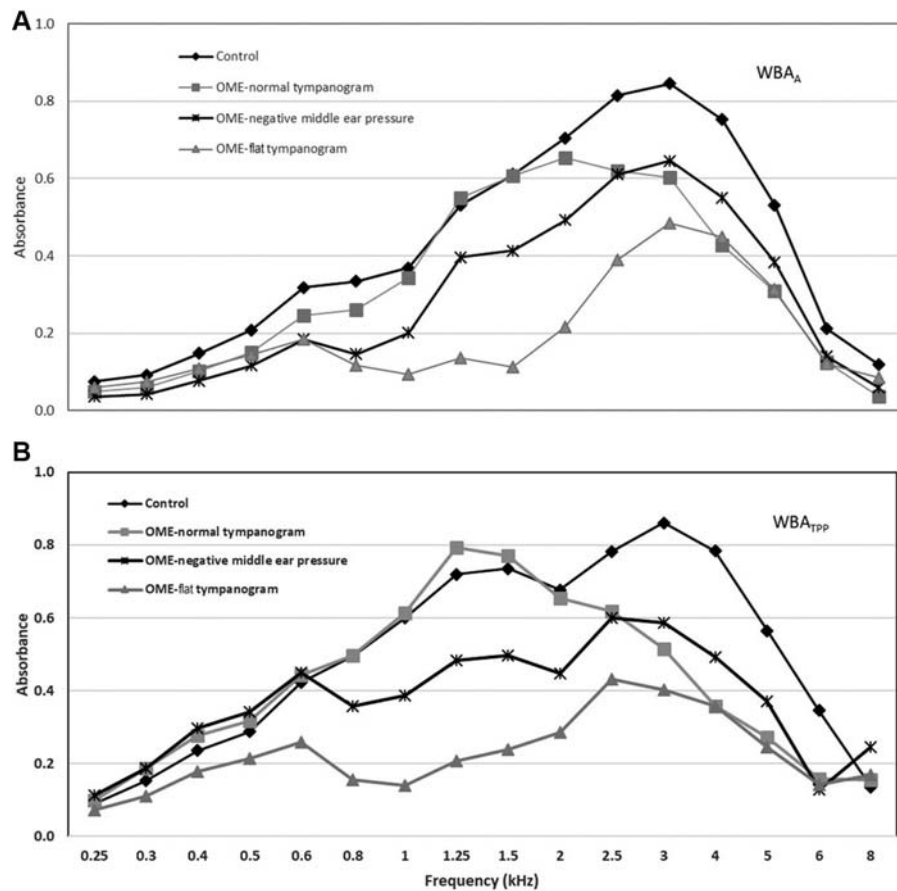 A
1.0
0.8
0.6
0.4
0.2
0.0
Absorbance
Control
OME-normal tympanogram
OME-negative middle ear pressure
OME-flat tympanogram
WBA_A
B
1.0
0.8
0.6
0.4
0.2
0.0
Absorbance
Control
OME-normal tympanogram
OME-negative middle ear pressure
OME-flat tympanogram
WBA_TPP
0.25 0.3 0.4 0.5 0.6 0.8 1 1.25 1.5 2 2.5 3 4 5 6 8
Frequency (kHz)